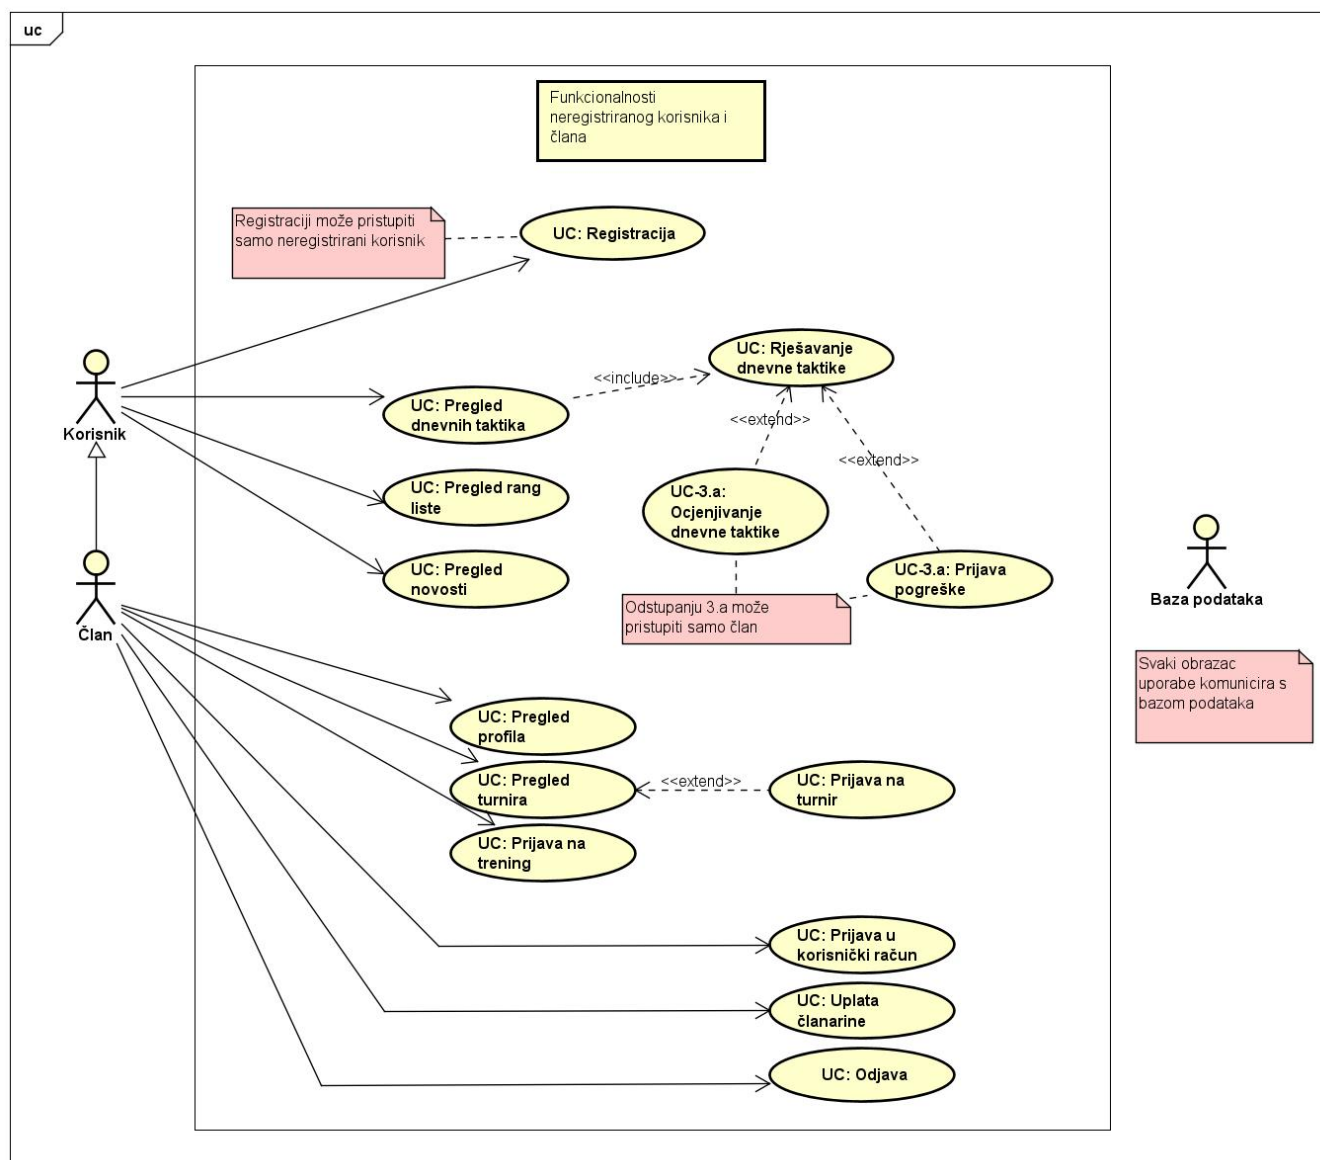 uc
Funkcionalnosti
neregistriranog korisnika i
člana
Registraciji može pristupiti
samo neregistrirani korisnik
UC: Registracija
UC: Rješavanje
dnevne taktike
<<include>>
UC: Pregled
dnevnih taktika
<<extend>>
Korisnik
<<extend>>
UC: Pregled rang
liste
UC-3.a:
Ocjenjivanje
dnevne taktike
UC: Pregled
novosti
UC-3.a: Prijava
pogreške
Baza podataka
Odstupanju 3.a može
pristupiti samo član
Član
Svaki obrazac
uporabe komunicira s
bazom podataka
UC: Pregled
profila
UC: Pregled
turnira
<<extend>>
UC: Prijava na
turnir
UC: Prijava na
trening
UC: Prijava u
korisnički račun
UC: Uplata
članarine
UC: Odjava